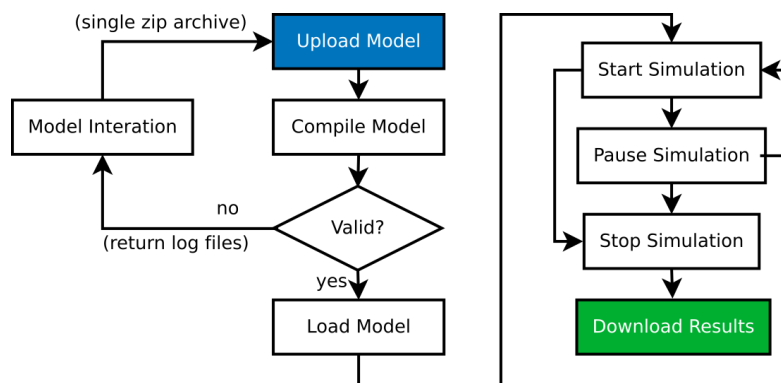 (single zip archive)
Upload Model
Model Interation
Compile Model
no
(return log files)
Valid?
yes
Load Model
Start Simulation
Pause Simulation
Stop Simulation
Download Results